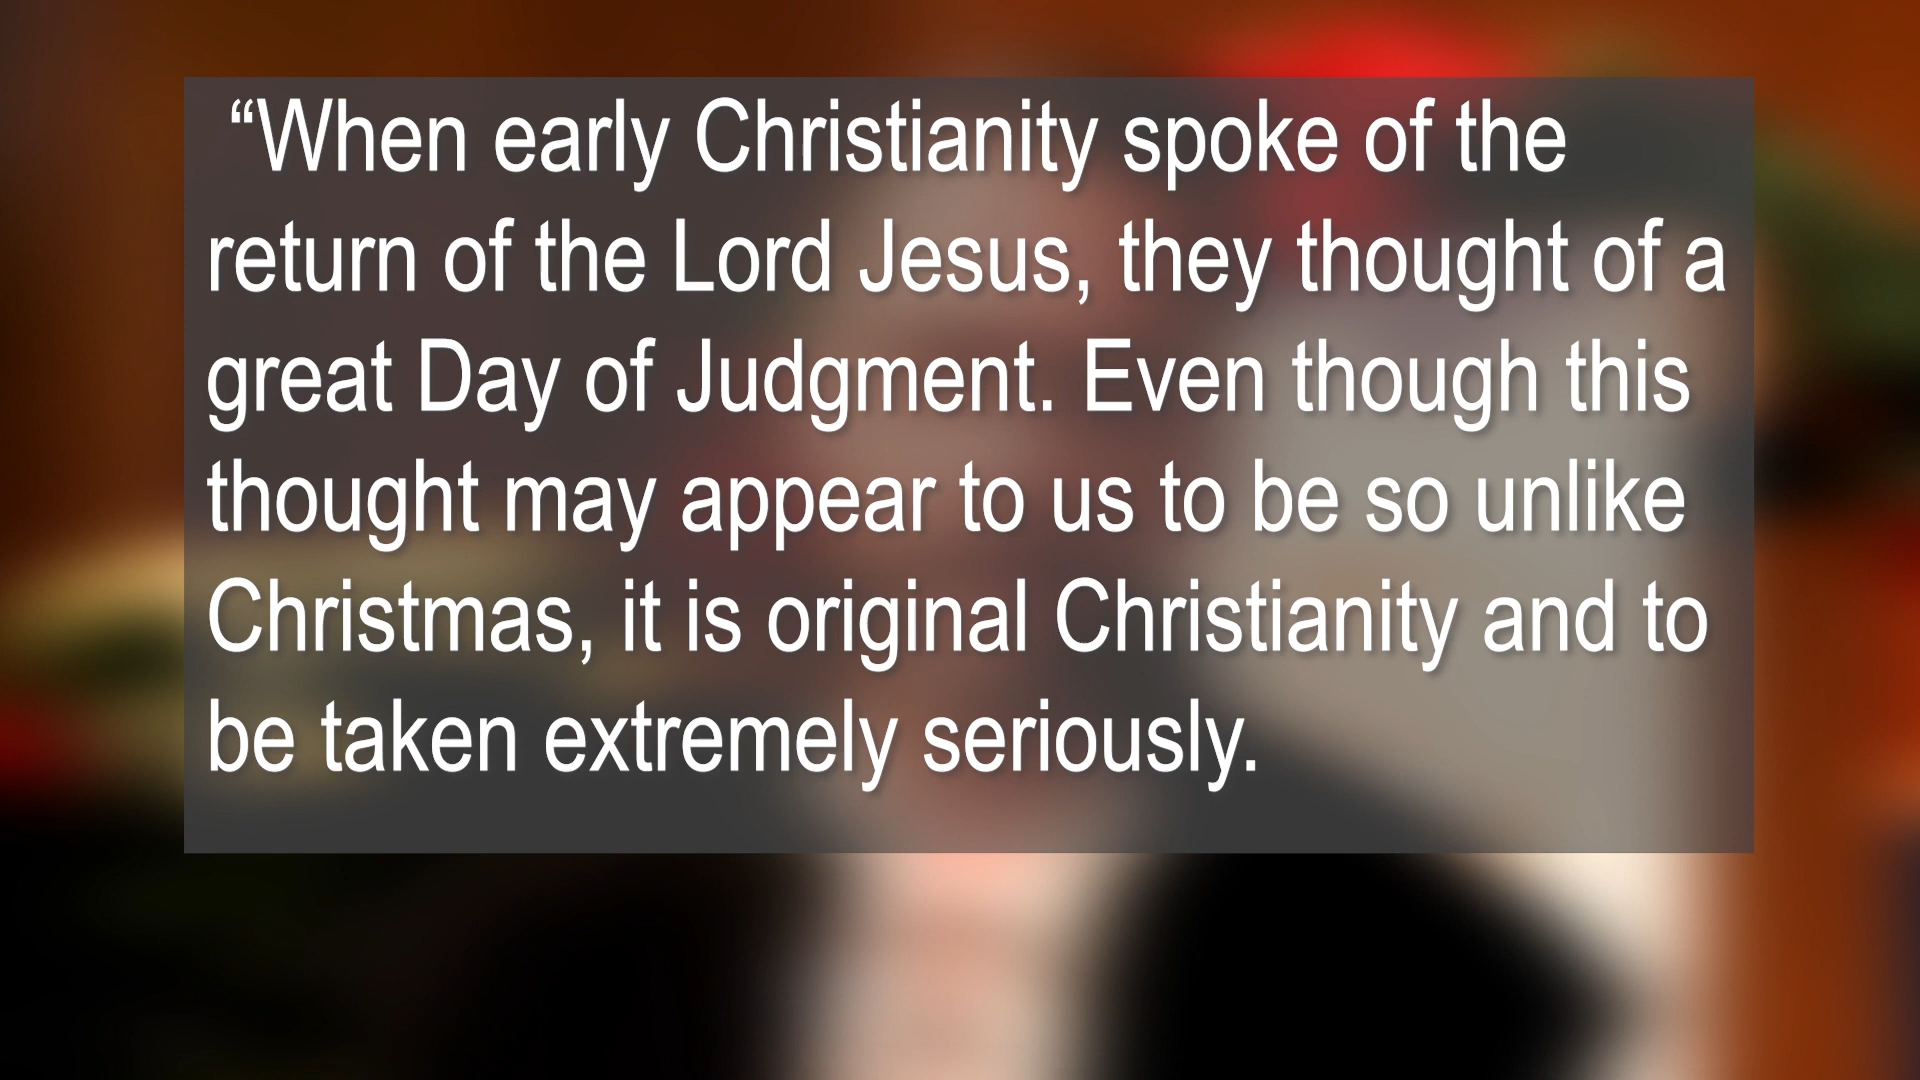 “When early Christianity spoke of the
return of the Lord Jesus, they thought of a
great Day of Judgment. Even though this
thought may appear to us to be so unlike
Christmas, it is original Christianity and to
be taken extremely seriously.